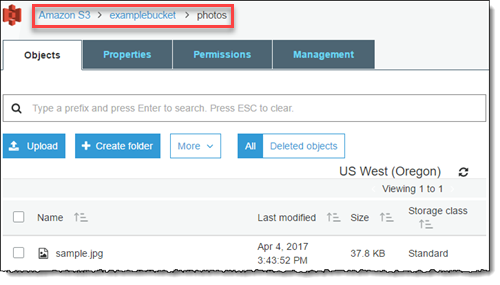 Amazon S3 > examplebucket > photos
Objects Properties Permissions Management
Type a prefix and press Enter to search. Press ESC to clear.
Upload + Create folder More All Deleted objects
US West (Oregon)
Viewing 1 to 1
Name Last modified Size Storage class
sample.jpg Apr 4, 2017 3:43:52 PM 37.8 KB Standard